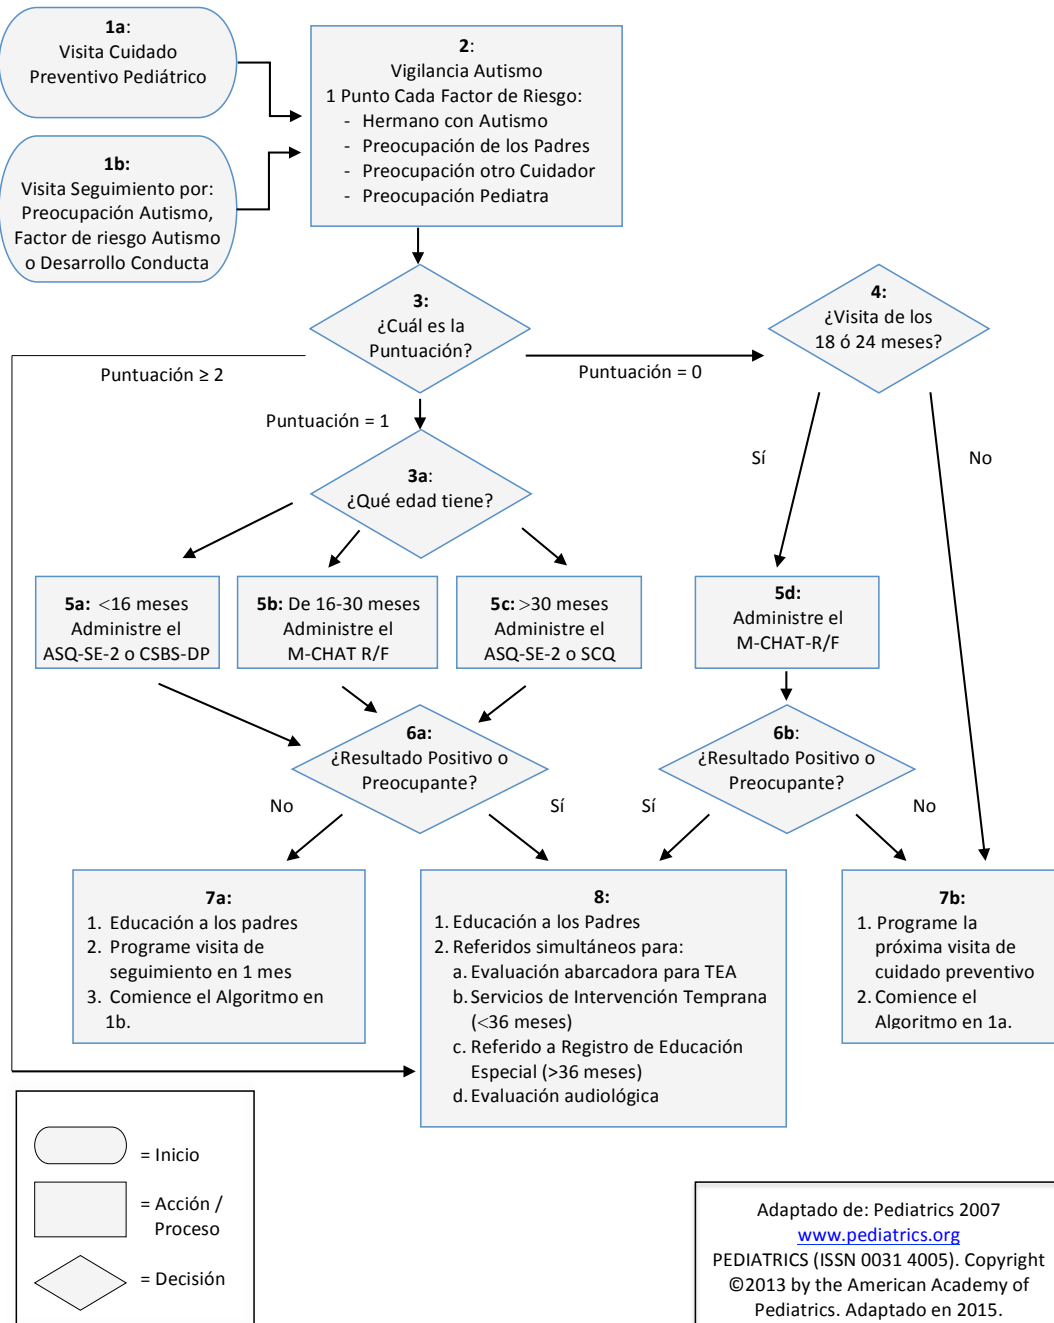 1a:
Visita Cuidado
Preventivo Pediátrico
1b:
Visita Seguimiento por:
Preocupación Autismo,
Factor de riesgo Autismo
o Desarrollo Conducta
2:
Vigilancia Autismo
1 Punto Cada Factor de Riesgo:
- Hermano con Autismo
- Preocupación de los Padres
- Preocupación otro Cuidador
- Preocupación Pediatra
3:
¿Cuál es la
Puntuación?
4:
¿Visita de los
18 ó 24 meses?
Puntuación ≥ 2
Puntuación = 0
Puntuación = 1
3a:
¿Qué edad tiene?
Sí
No
5a: <16 meses
Administre el
ASQ-SE-2 o CSBS-DP
5b: De 16-30 meses
Administre el
M-CHAT R/F
5c: >30 meses
Administre el
ASQ-SE-2 o SCQ
5d:
Administre el
M-CHAT-R/F
6a:
¿Resultado Positivo o
Preocupante?
6b:
¿Resultado Positivo o
Preocupante?
No
Sí
Sí
No
7a:
1. Educación a los padres
2. Programe visita de
seguimiento en 1 mes
3. Comience el Algoritmo en
1b.
8:
1. Educación a los Padres
2. Referidos simultáneos para:
a. Evaluación abarcadora para TEA
b. Servicios de Intervención Temprana
(<36 meses)
c. Referido a Registro de Educación
Especial (>36 meses)
d. Evaluación audiológica
7b:
1. Programe la
próxima visita de
cuidado preventivo
2. Comience el
Algoritmo en 1a.
= Inicio
= Acción /
Proceso
= Decisión
Adaptado de: Pediatrics 2007
www.pediatrics.org
PEDIATRICS (ISSN 0031 4005). Copyright
©2013 by the American Academy of
Pediatrics. Adaptado en 2015.